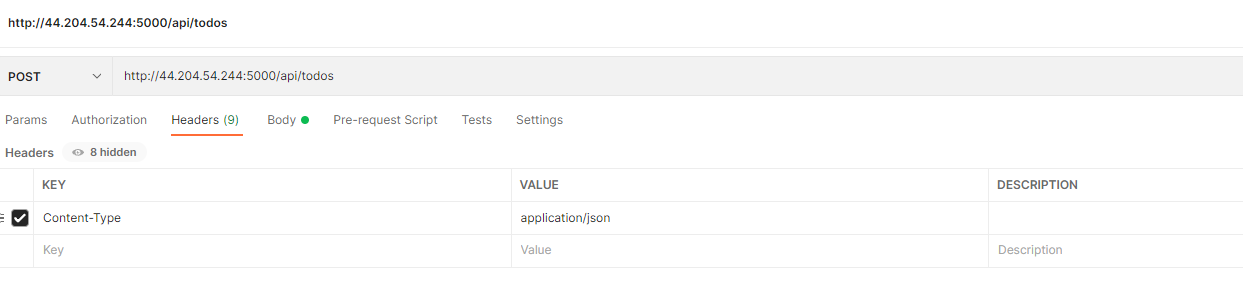 http://44.204.54.244:5000/api/todos
POST http://44.204.54.244:5000/api/todos
Params Authorization Headers (9) Body Pre-request Script Tests Settings
Headers 8 hidden
KEY VALUE DESCRIPTION
Content-Type application/json
Key Value Description